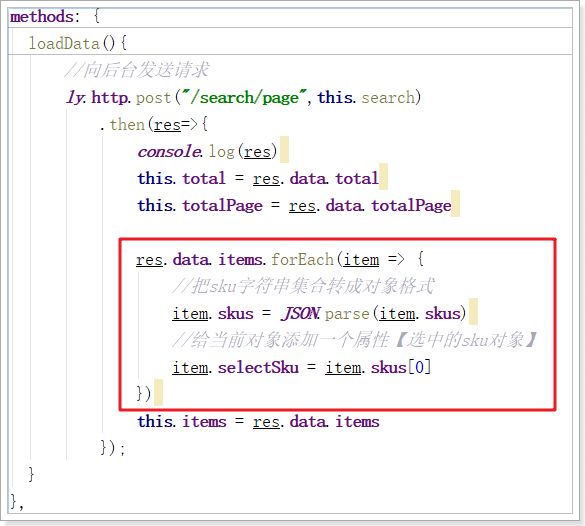 methods: {
loadData(){
//向后台发送请求
ly.http.post("/search/page",this.search)
.then(res=>{
console.log(res)
this.total = res.data.total
this.totalPage = res.data.totalPage
res.data.items.forEach(item => {
//把sku字符串集合转成对象格式
item.skus = JSON.parse(item.skus)
//给当前对象添加一个属性【选中的sku对象】
item.selectSku = item.skus[0]
})
this.items = res.data.items
});
}
},